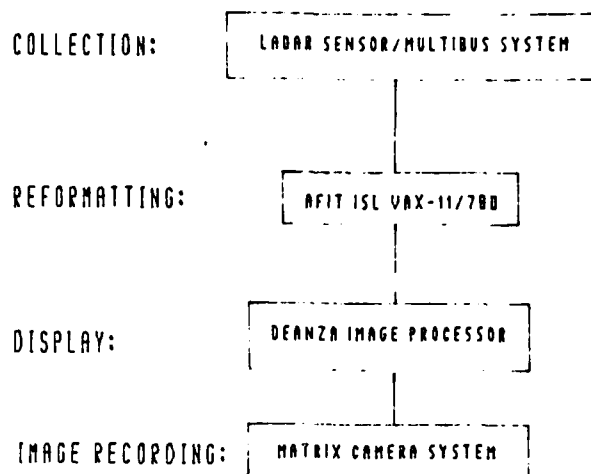 COLLECTION: LADAR SENSOR/MULTIBUS SYSTEM
REFORMATTING: AFIT ISL VAX-11/780
DISPLAY: DEANZA IMAGE PROCESSOR
IMAGE RECORDING: MATRIX CAMERA SYSTEM